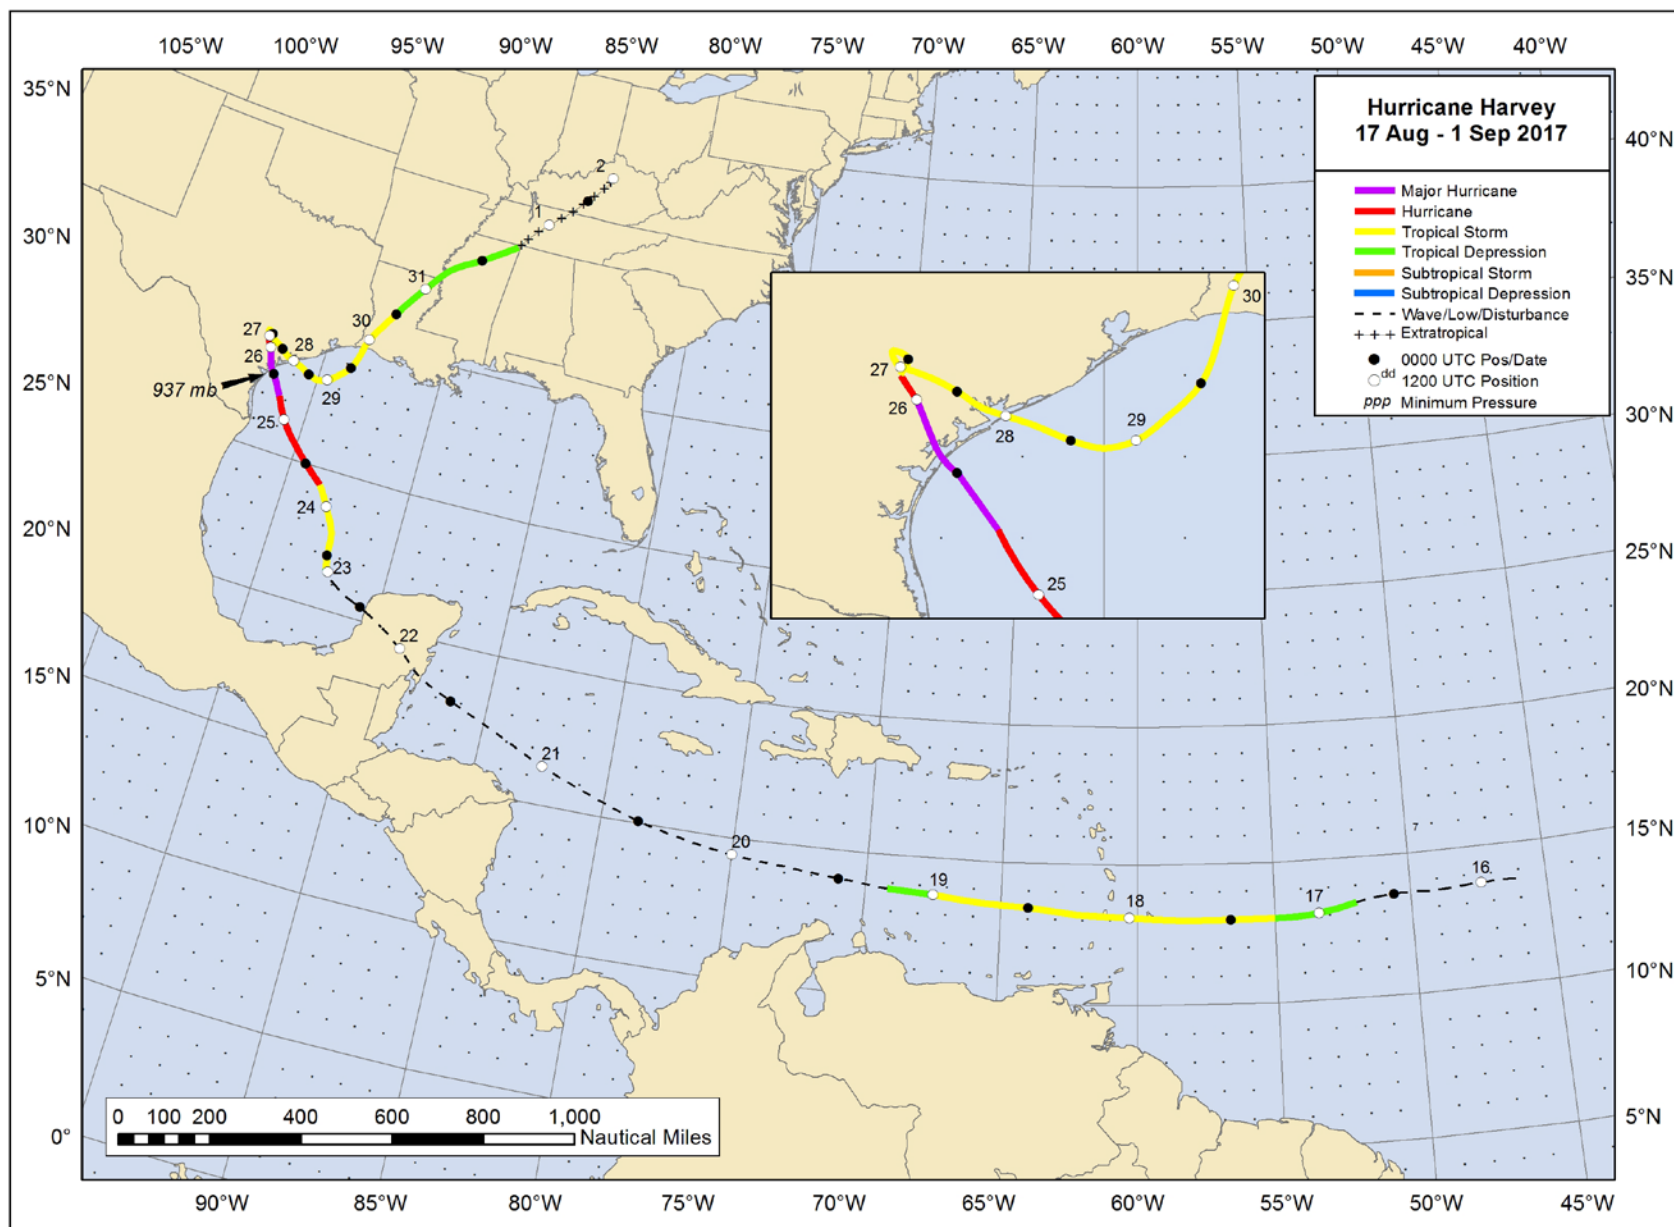 105°W 100°W 95°W 90°W 85°W 80°W 75°W 70°W 65°W 60°W 55°W 50°W 45°W 40°W
35°N
30°N
25°N
20°N
15°N
10°N
5°N
0°
40°N
35°N
30°N
25°N
20°N
15°N
10°N
5°N
Hurricane Harvey
17 Aug - 1 Sep 2017
Major Hurricane
Hurricane
Tropical Storm
Tropical Depression
Subtropical Storm
Subtropical Depression
Wave/Low/Disturbance
Extratropical
0000 UTC Pos/Date
dd 1200 UTC Position
ppp Minimum Pressure
2
1
31
30
27
28
26
937 mb
29
25
24
23
22
21
20
19
18
17
16
7
30
27
26
28
29
25
0 100 200 400 600 800 1,000
Nautical Miles
90°W 85°W 80°W 75°W 70°W 65°W 60°W 55°W 50°W 45°W